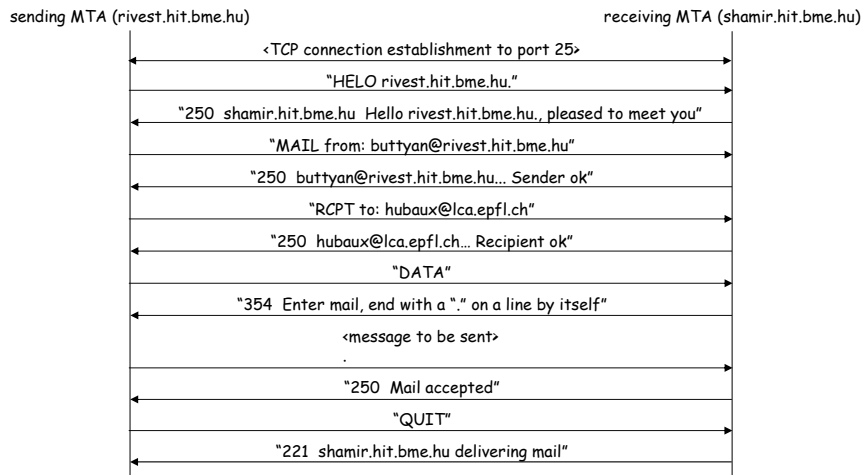 sending MTA (rivest.hit.bme.hu)
receiving MTA (shamir.hit.bme.hu)
<TCP connection establishment to port 25>
“HELO rivest.hit.bme.hu.”
“250 shamir.hit.bme.hu Hello rivest.hit.bme.hu., pleased to meet you”
“MAIL from: buttyan@rivest.hit.bme.hu”
“250 buttyan@rivest.hit.bme.hu... Sender ok”
“RCPT to: hubaux@lca.epfl.ch”
“250 hubaux@lca.epfl.ch… Recipient ok”
“DATA”
“354 Enter mail, end with a “.” on a line by itself”
<message to be sent>
.
“250 Mail accepted”
“QUIT”
“221 shamir.hit.bme.hu delivering mail”